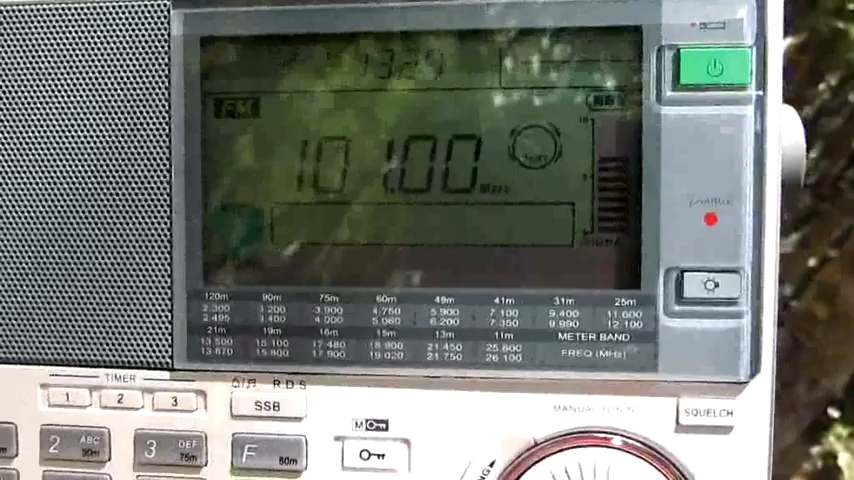 FM
101.00
120m 90m 75m 60m 49m 41m 31m 25m
2.300 3.200 3.900 4.750 5.900 7.100 9.400 11.600
2.495 3.400 4.000 5.060 6.200 7.350 9.990 12.100
21m 19m 16m 15m 13m 11m METER BAND
13.500 15.100 17.480 18.900 21.450 25.600 FREQ (MHz)
13.870 15.800 17.900 19.020 21.750 26.100
TIMER
R.D.S
1 2 3 SSB
MANUAL TUNING
SQUELCH
2 ABC 90m
3 DEF 75m
F 60m
M